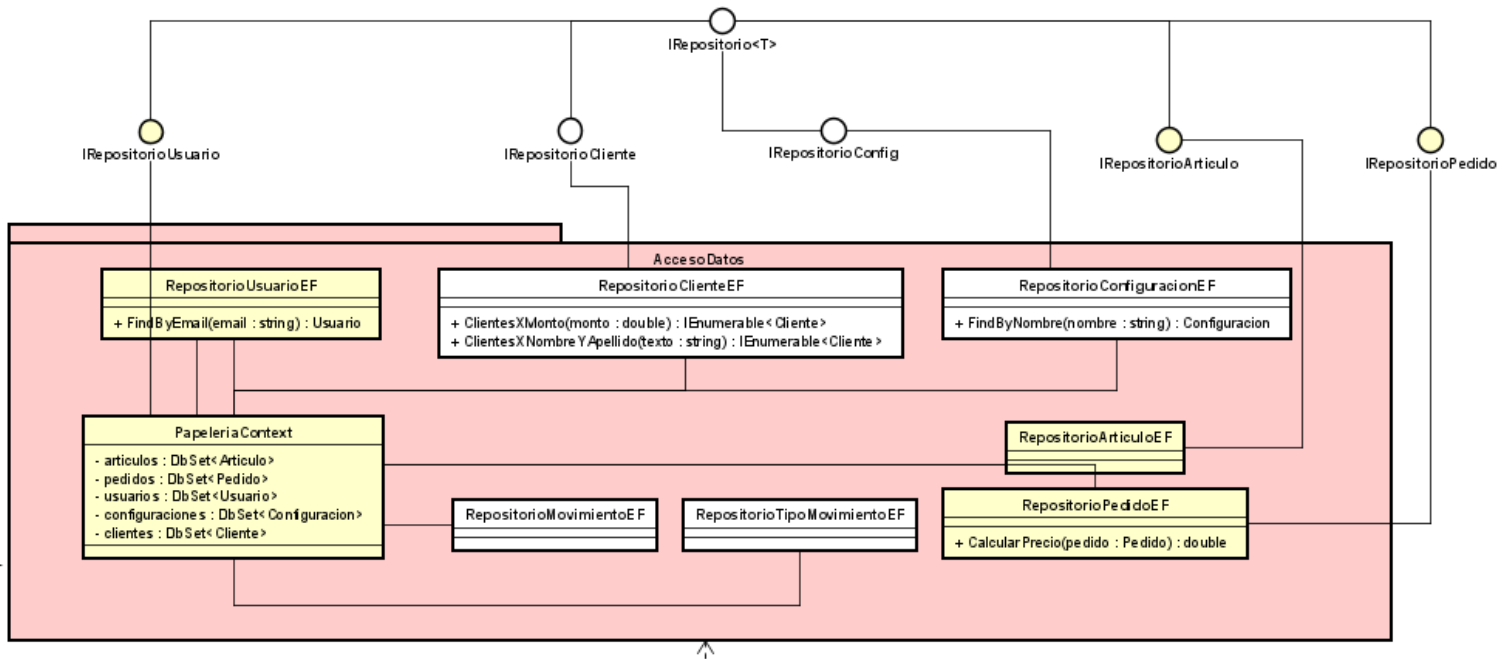 IRepositorio<T>
IRepositorioUsuario
IRepositorioCliente
IRepositorioConfig
IRepositorioArticulo
IRepositorioPedido
AccesoDatos
RepositorioUsuarioEF
+ FindByEmail(email : string) : Usuario
RepositorioClienteEF
+ ClientesXMonto(monto : double) : IEnumerable<Cliente>
+ ClientesXNombreYApellido(texto : string) : IEnumerable<Cliente>
RepositorioConfiguracionEF
+ FindByNombre(nombre : string) : Configuracion
PapeleriaContext
- articulos : DbSet<Articulo>
- pedidos : DbSet<Pedido>
- usuarios : DbSet<Usuario>
- configuraciones : DbSet<Configuracion>
- clientes : DbSet<Cliente>
RepositorioArticuloEF
RepositorioMovimientoEF
RepositorioTipoMovimientoEF
RepositorioPedidoEF
+ CalcularPrecio(pedido : Pedido) : double